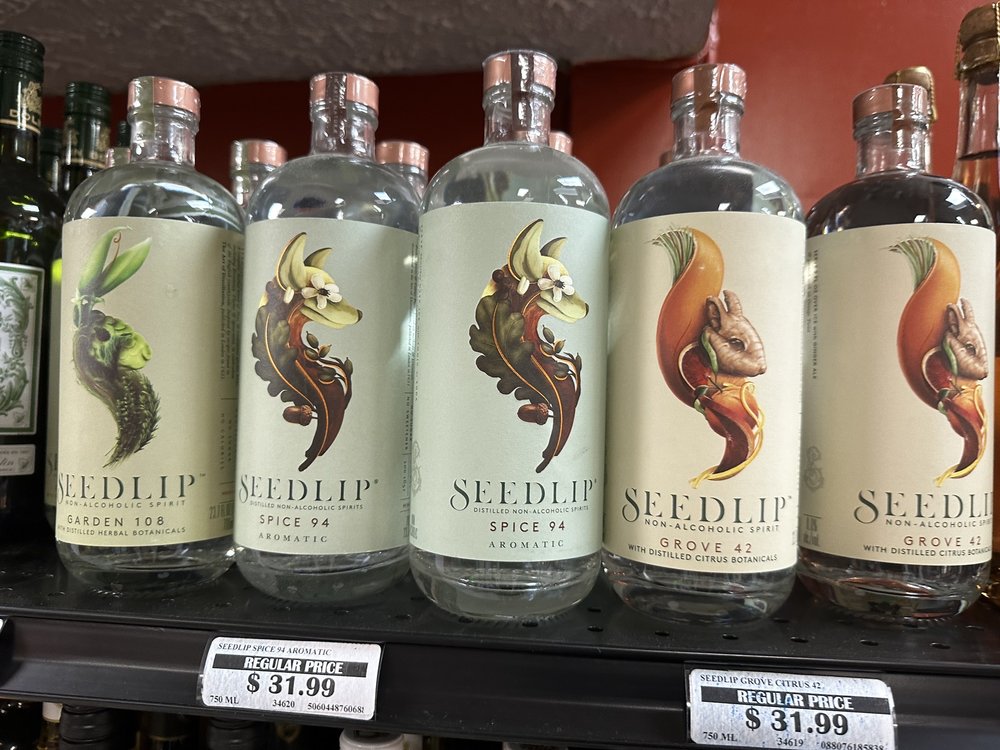 SEEDLIP™
NON-ALCOHOLIC SPIRIT
GARDEN 108
WITH DISTILLED HERBAL BOTANICALS
SEEDLIP®
DISTILLED NON-ALCOHOLIC SPIRITS
SPICE 94
AROMATIC
SEEDLIP®
DISTILLED NON-ALCOHOLIC SPIRITS
SPICE 94
AROMATIC
SEEDLIP™
NON-ALCOHOLIC SPIRIT
GROVE 42
WITH DISTILLED CITRUS BOTANICALS
SEEDLIP
NON-ALCOHOLIC SPIRIT
GROVE 42
WITH DISTILLED CITRUS
SEEDLIP SPICE 94 AROMATIC
REGULAR PRICE
$ 31.99
750 ML 34620
SEEDLIP GROVE CITRUS 42
REGULAR PRICE
$ 31.99
750 ML 34619